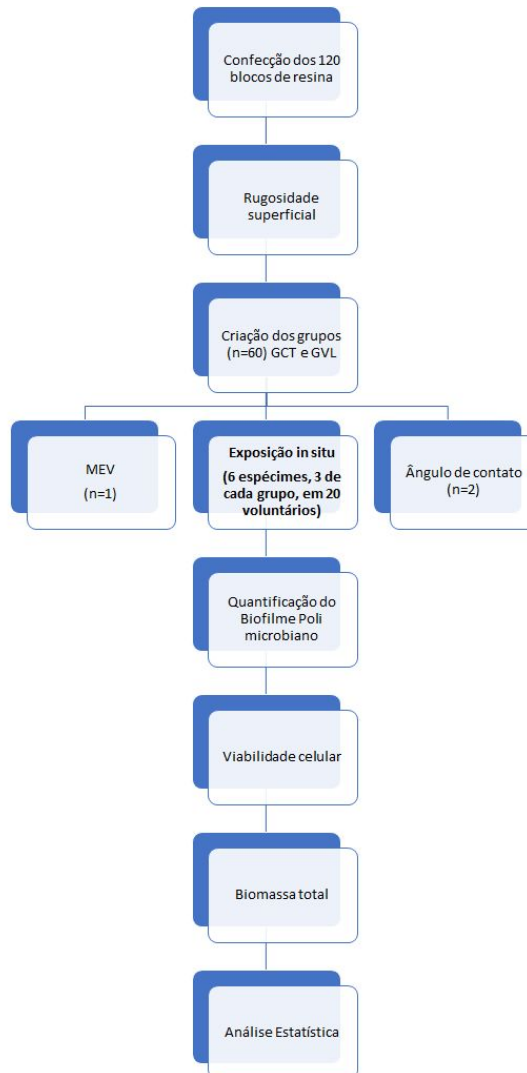 Confecção dos 120
blocos de resina
Rugosidade
superficial
Criação dos grupos
(n=60) GCT e GVL
MEV
(n=1)
Exposição in situ
(6 espécimes, 3 de
cada grupo, em 20
voluntários)
Ângulo de contato
(n=2)
Quantificação do
Biofilme Poli
microbiano
Viabilidade celular
Biomassa total
Análise Estatística